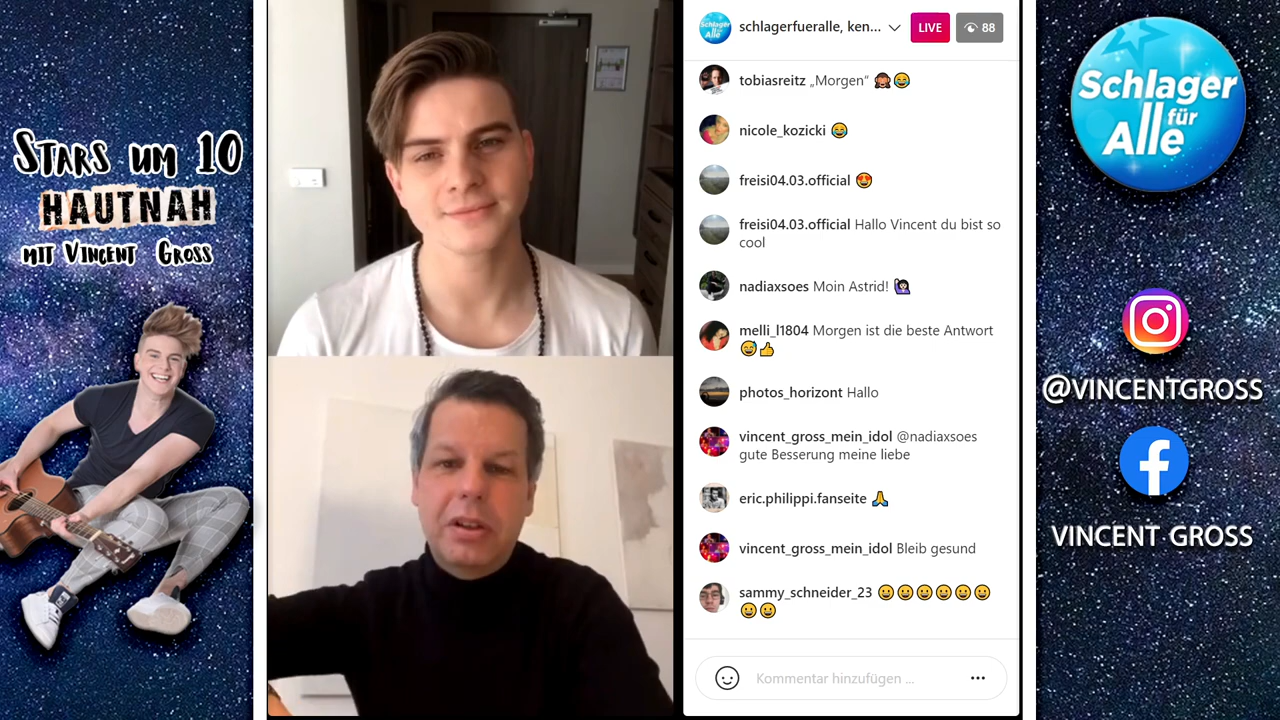 STARS UM 10
HAUTNAH
MIT VINCENT GROSS
schlagerfueralle, ken...
LIVE
88
tobiasreitz „Morgen“ 🙈😂
nicole_kozicki 😂
freisi04.03.official 😍
freisi04.03.official Hallo Vincent du bist so
cool
nadiaxsoes Moin Astrid! 🙋🏻‍♀️
melli_l1804 Morgen ist die beste Antwort
😅👍
photos_horizont Hallo
vincent_gross_mein_idol @nadiaxsoes
gute Besserung meine liebe
eric.philippi.fanseite 🙏
vincent_gross_mein_idol Bleib gesund
sammy_schneider_23 😀😀😀😀😀😀
😀😀
Kommentar hinzufügen ...
Schlager
für
Alle
@VINCENTGROSS
VINCENT GROSS